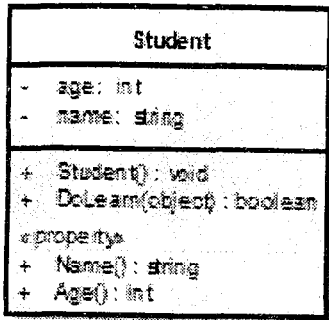 Student
- age: int
- name: string
+ Student() : void
+ DoLearn(object) : boolean
«property»
+ Name() : string
+ Age() : int